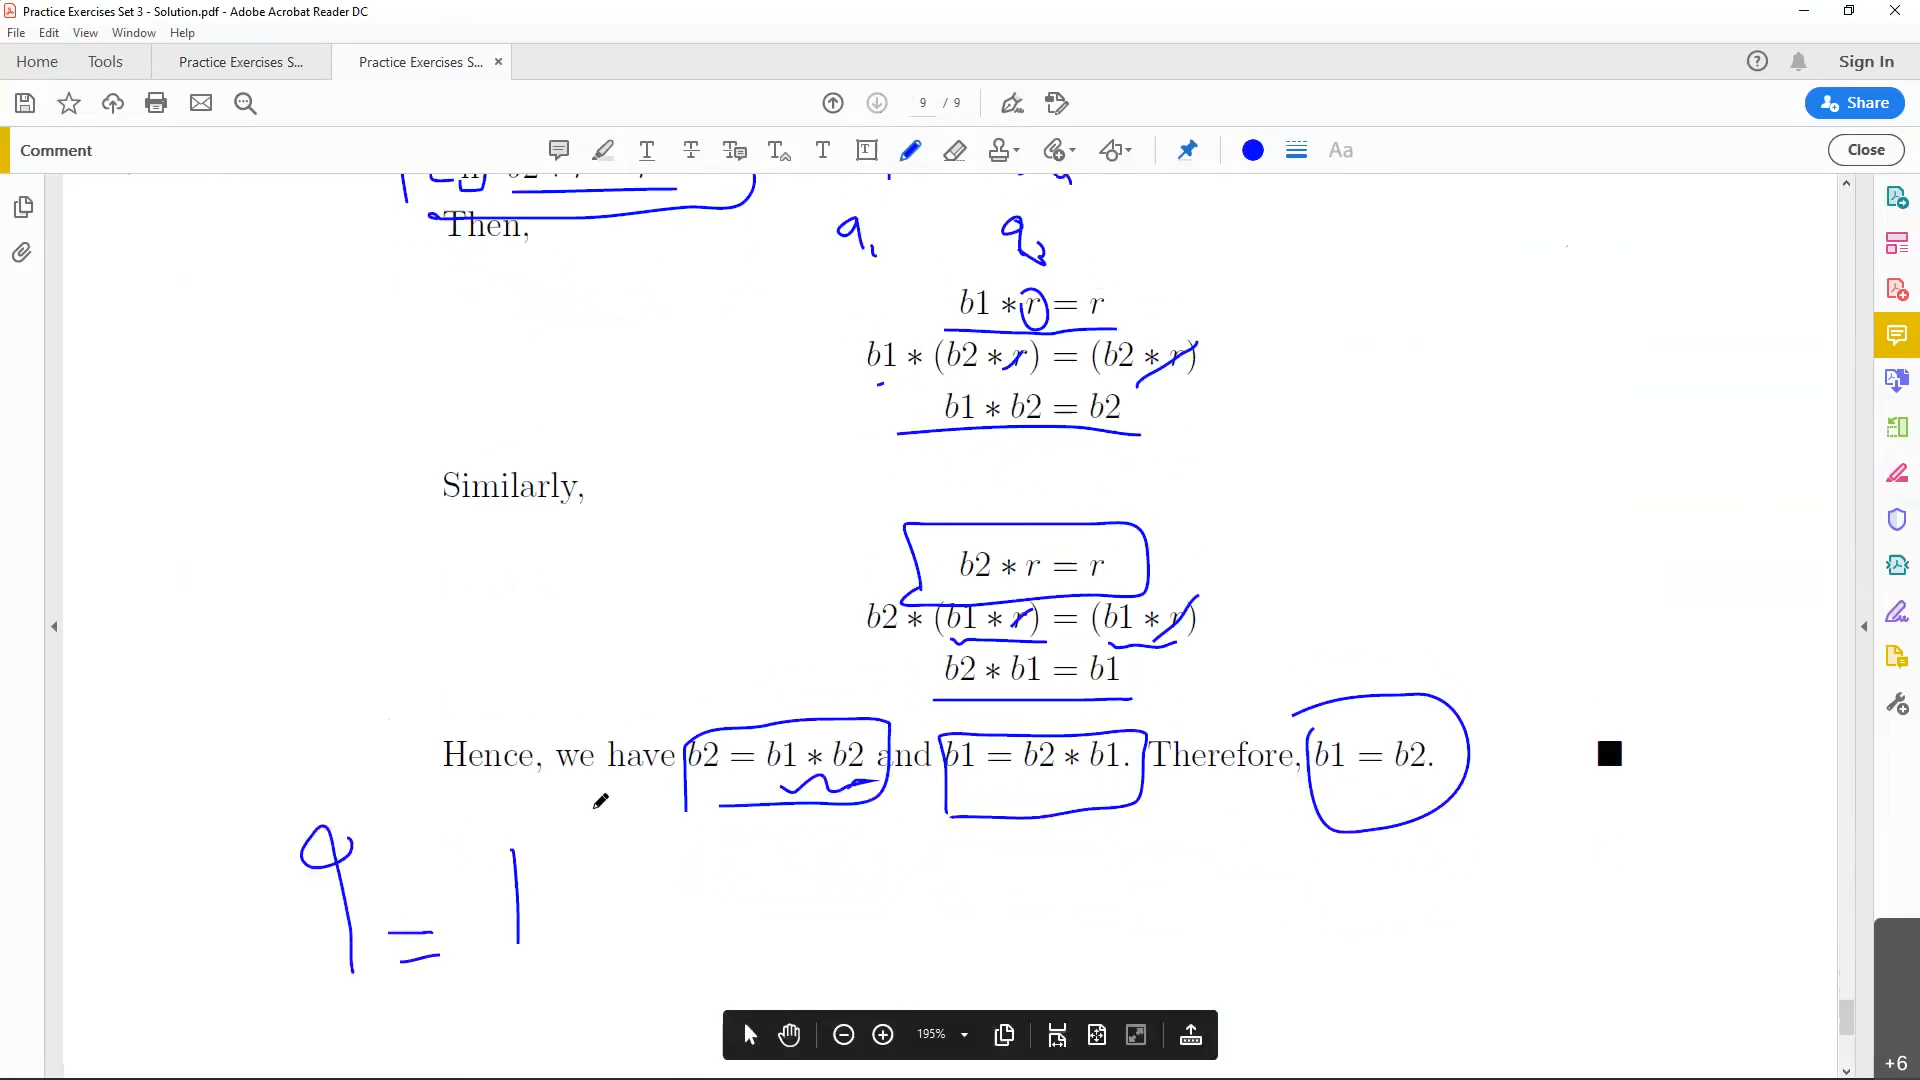 Practice Exercises Set 3 - Solution.pdf - Adobe Acrobat Reader DC
File Edit View Window Help
Home Tools Practice Exercises S... Practice Exercises S... ×
Sign In
9 / 9
Share
Comment
Aa
Close
Then,
q₁ q₂
b1 ∗ r = r
b1 ∗ (b2 ∗ r) = (b2 ∗ r)
b1 ∗ b2 = b2
Similarly,
b2 ∗ r = r
b2 ∗ (b1 ∗ r) = (b1 ∗ r)
b2 ∗ b1 = b1
Hence, we have b2 = b1 ∗ b2 and b1 = b2 ∗ b1. Therefore, b1 = b2. ■
q = 1
195%
+6